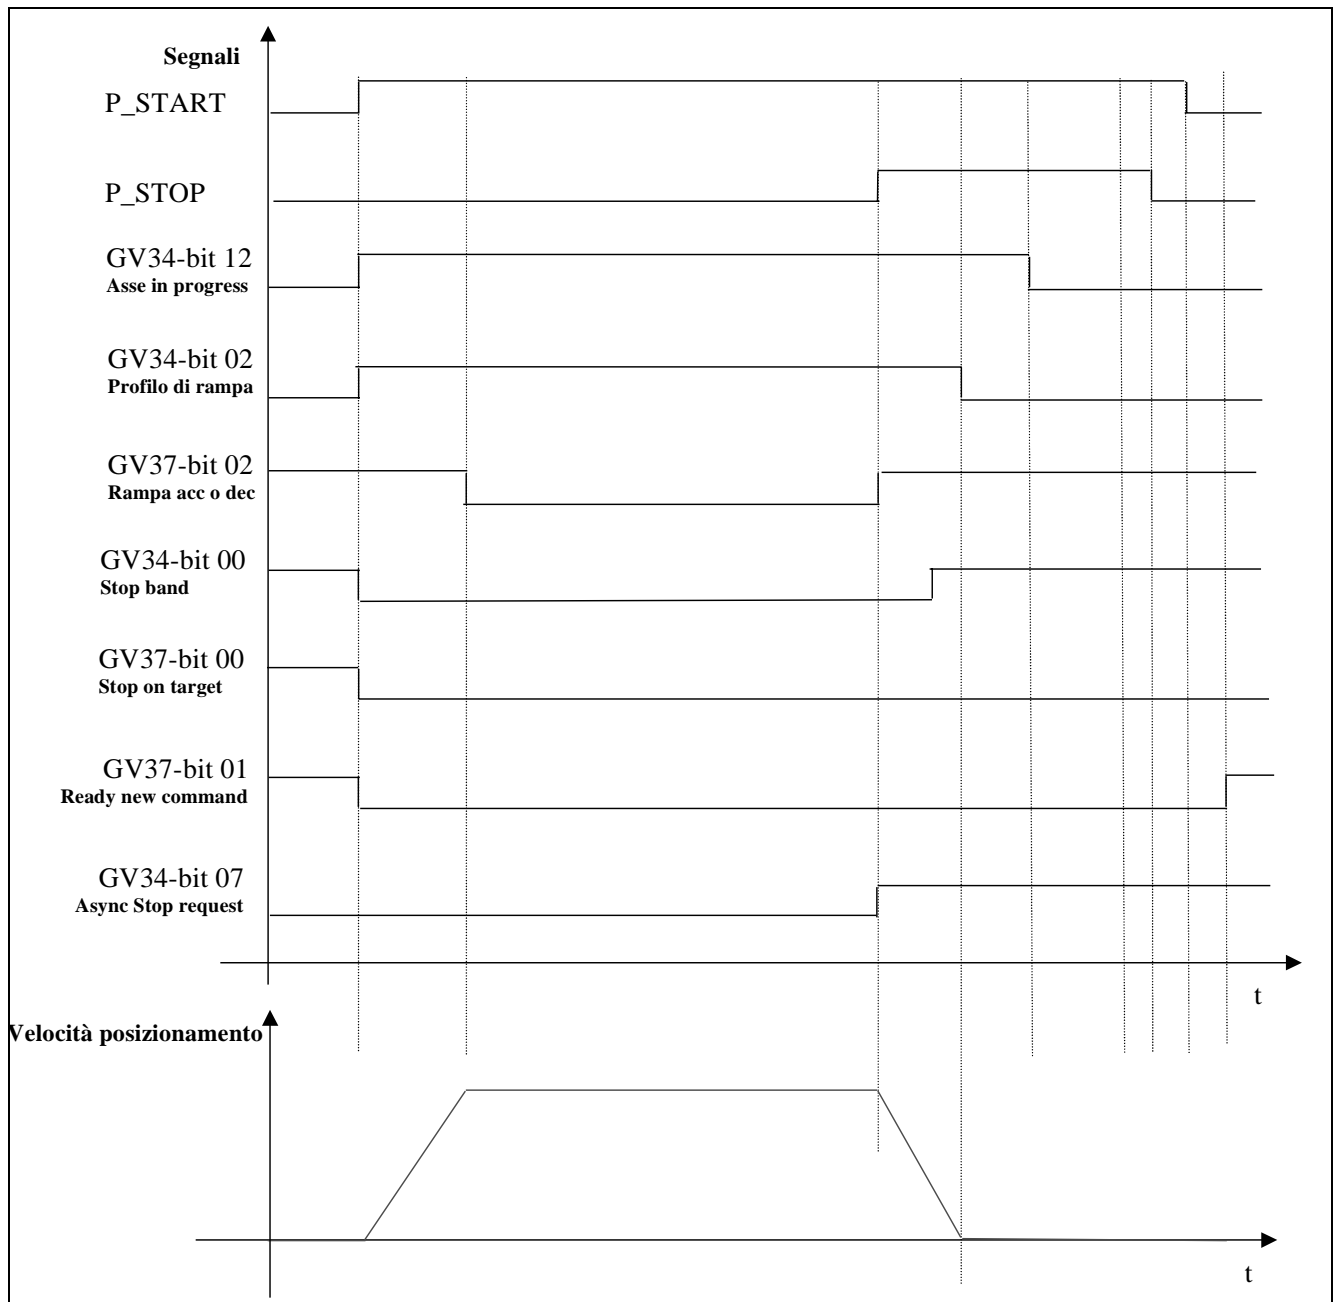 Segnali
P_START
P_STOP
GV34-bit 12
Asse in progress
GV34-bit 02
Profilo di rampa
GV37-bit 02
Rampa acc o dec
GV34-bit 00
Stop band
GV37-bit 00
Stop on target
GV37-bit 01
Ready new command
GV34-bit 07
Async Stop request
t
Velocità posizionamento
t